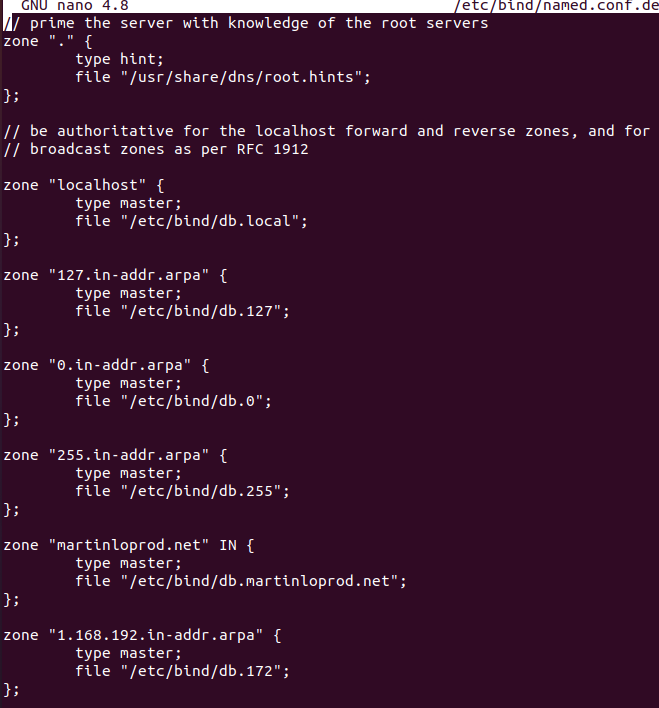 GNU nano 4.8 /etc/bind/named.conf.de
// prime the server with knowledge of the root servers
zone "." {
        type hint;
        file "/usr/share/dns/root.hints";
};

// be authoritative for the localhost forward and reverse zones, and for
// broadcast zones as per RFC 1912

zone "localhost" {
        type master;
        file "/etc/bind/db.local";
};

zone "127.in-addr.arpa" {
        type master;
        file "/etc/bind/db.127";
};

zone "0.in-addr.arpa" {
        type master;
        file "/etc/bind/db.0";
};

zone "255.in-addr.arpa" {
        type master;
        file "/etc/bind/db.255";
};

zone "martinloprod.net" IN {
        type master;
        file "/etc/bind/db.martinloprod.net";
};

zone "1.168.192.in-addr.arpa" {
        type master;
        file "/etc/bind/db.172";
};